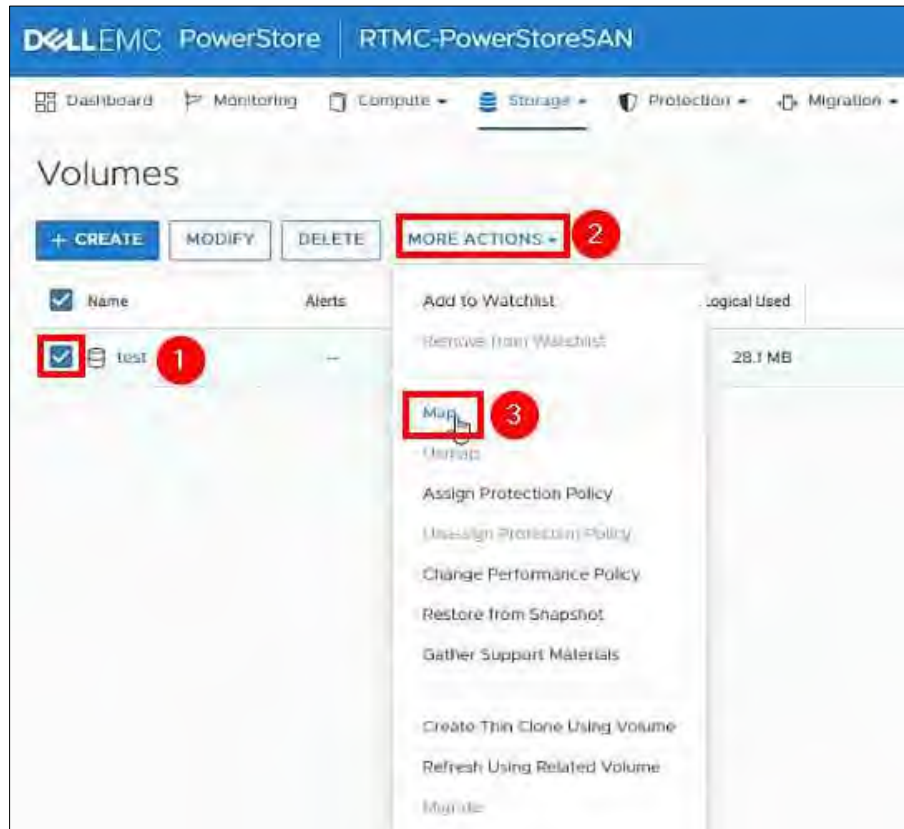 DELLEMC PowerStore RTMC-PowerStoreSAN
Dashboard Monitoring Compute Storage Protection Migration
Volumes
+ CREATE MODIFY DELETE MORE ACTIONS 2
Name Alerts Add to Watchlist Logical Used
Remove from Watchlist
test 1 -- 28.1 MB
Map 3
Unmap
Assign Protection Policy
Unassign Protection Policy
Change Performance Policy
Restore from Snapshot
Gather Support Materials
Create Thin Clone Using Volume
Refresh Using Related Volume
Migrate